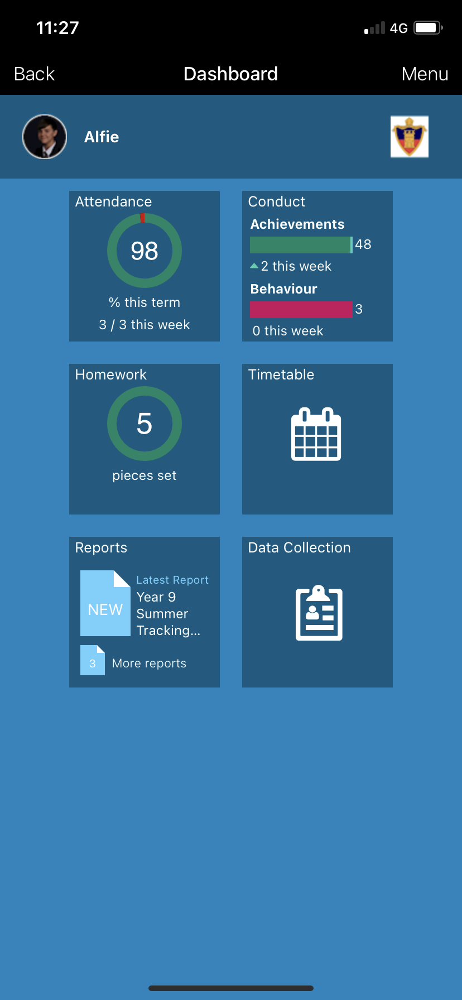 11:27
4G
Back
Dashboard
Menu
Alfie
Attendance
98
% this term
3 / 3 this week
Conduct
Achievements
48
2 this week
Behaviour
3
0 this week
Homework
5
pieces set
Timetable
Reports
NEW
Latest Report
Year 9
Summer
Tracking...
3
More reports
Data Collection